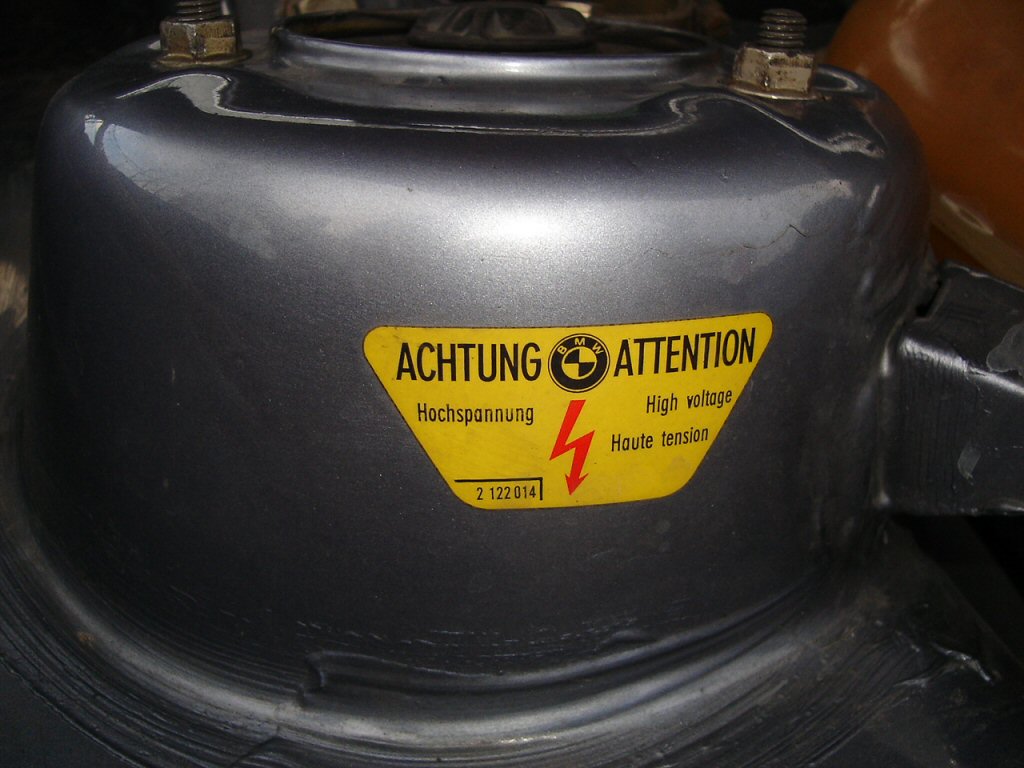 ACHTUNG BMW ATTENTION
Hochspannung
High voltage
Haute tension
2 122 014